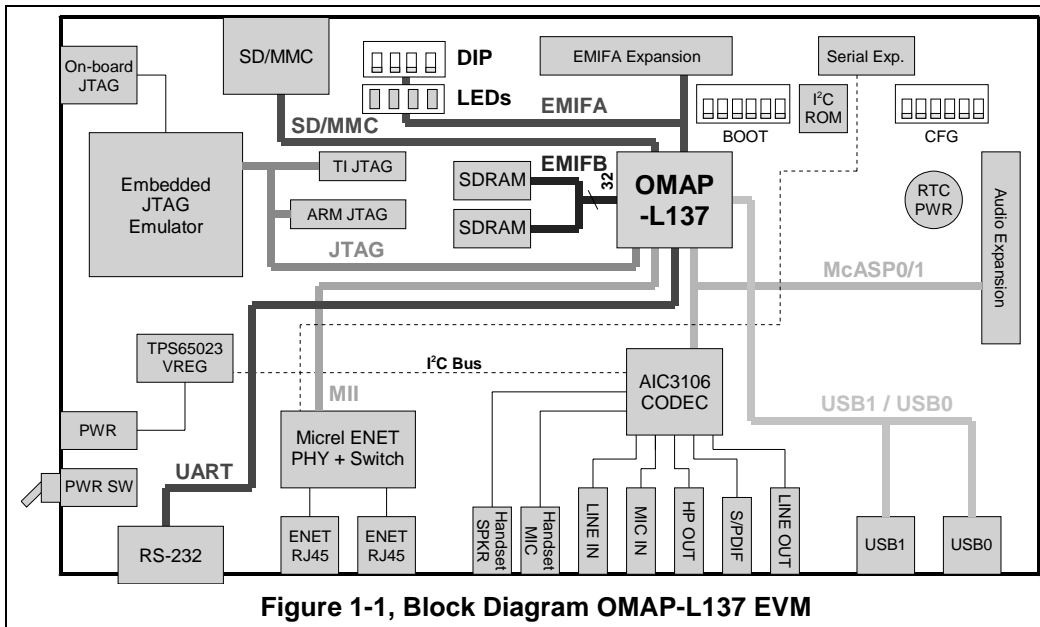 SD/MMC
On-board
JTAG
DIP
LEDs
EMIFA Expansion
Serial Exp.
EMIFA
SD/MMC
BOOT
I²C
ROM
CFG
Embedded
JTAG
Emulator
TI JTAG
ARM JTAG
JTAG
EMIFB
32
SDRAM
SDRAM
OMAP
-L137
RTC
PWR
Audio Expansion
McASP0/1
TPS65023
VREG
I²C Bus
MII
AIC3106
CODEC
USB1 / USB0
PWR
Micrel ENET
PHY + Switch
UART
PWR SW
RS-232
ENET
RJ45
ENET
RJ45
Handset
SPKR
Handset
MIC
LINE IN
MIC IN
HP OUT
S/PDIF
LINE OUT
USB1
USB0
Figure 1-1, Block Diagram OMAP-L137 EVM